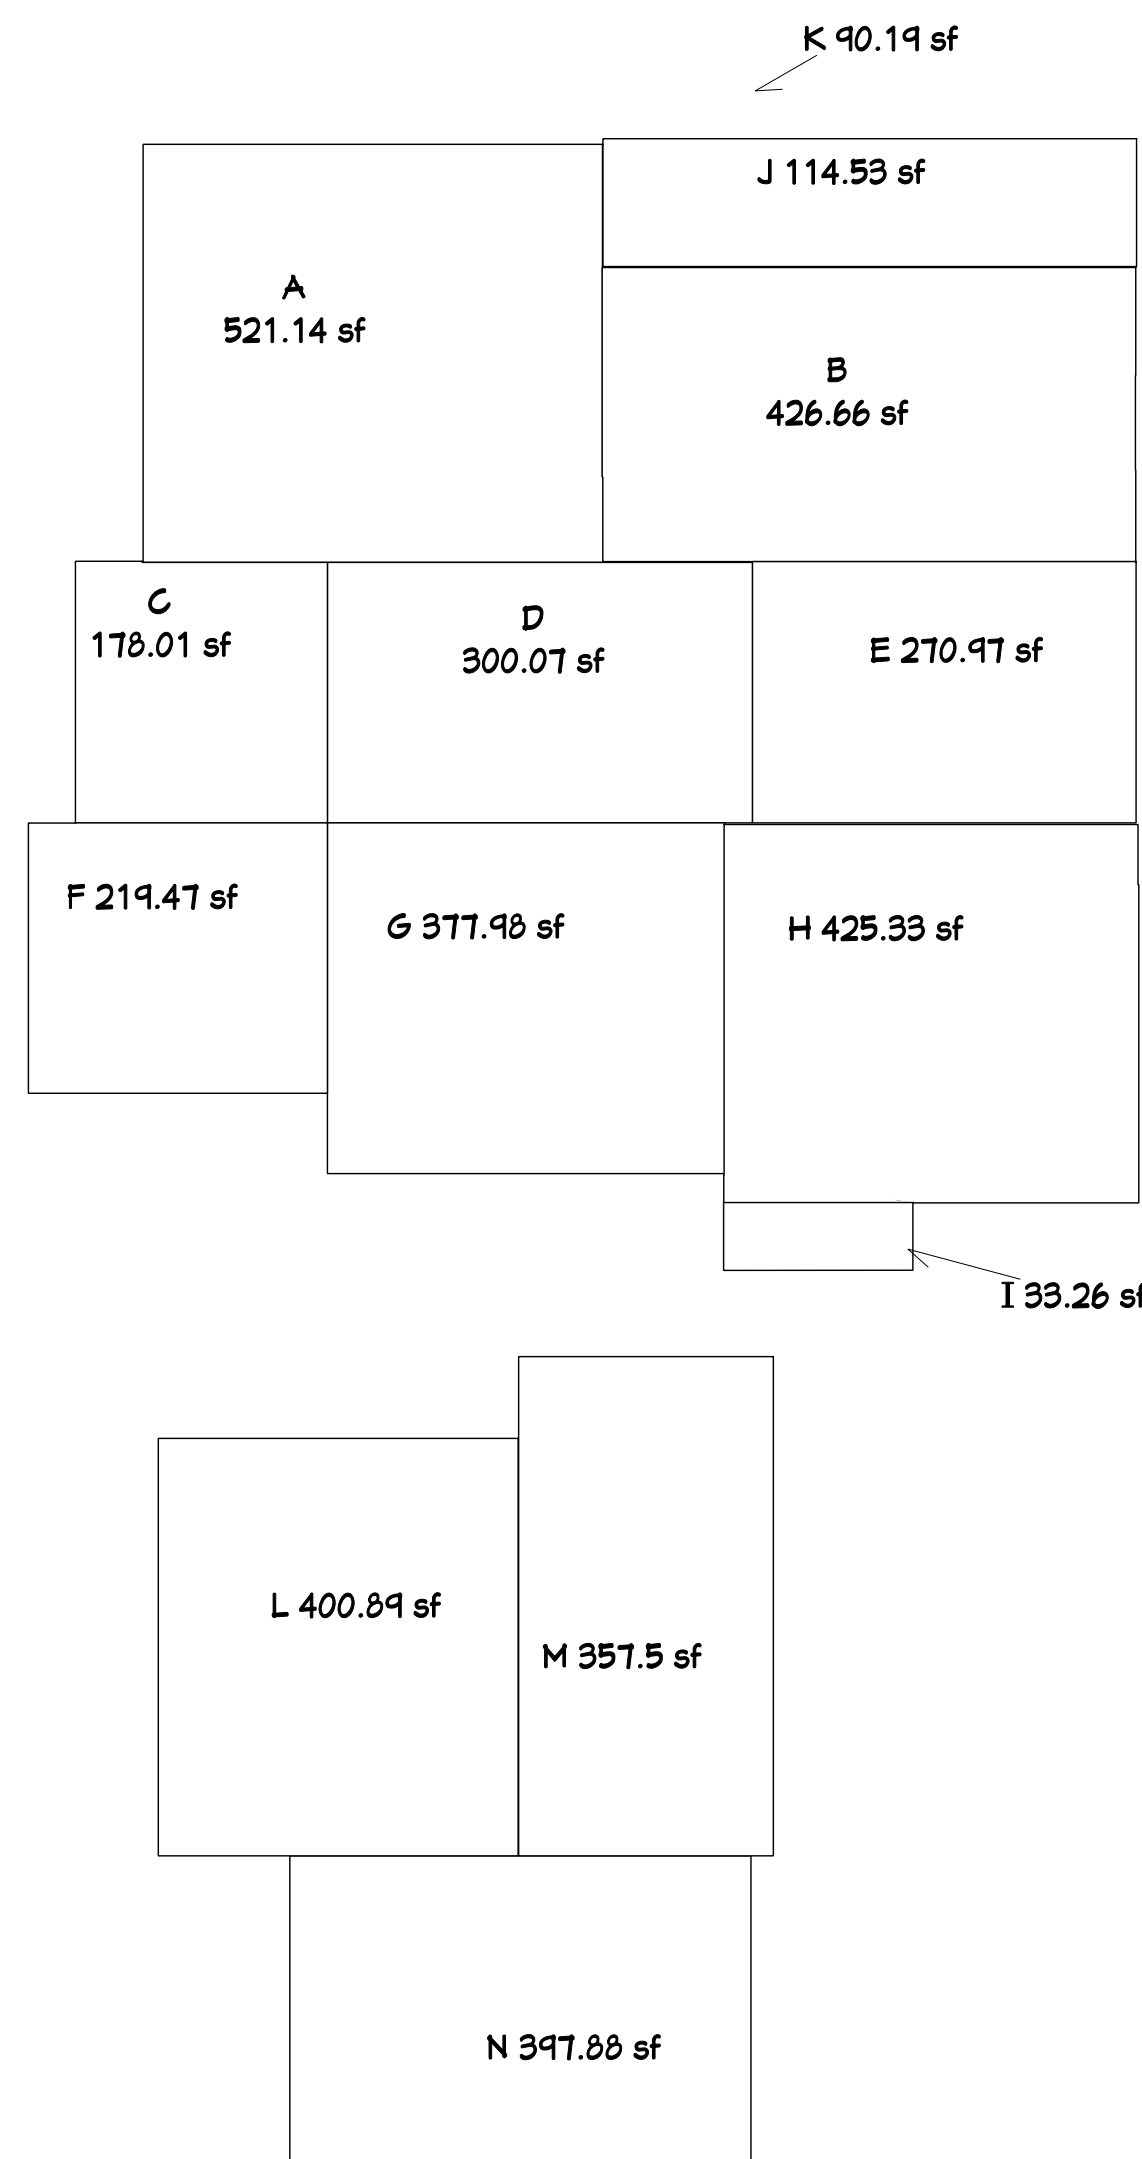 K 90.19 sf
J 114.53 sf
A
521.14 sf
B
426.66 sf
C
178.01 sf
D
300.07 sf
E 270.97 sf
F 219.47 sf
G 377.98 sf
H 425.33 sf
I 33.26 sf
L 400.89 sf
M 357.5 sf
N 397.88 sf